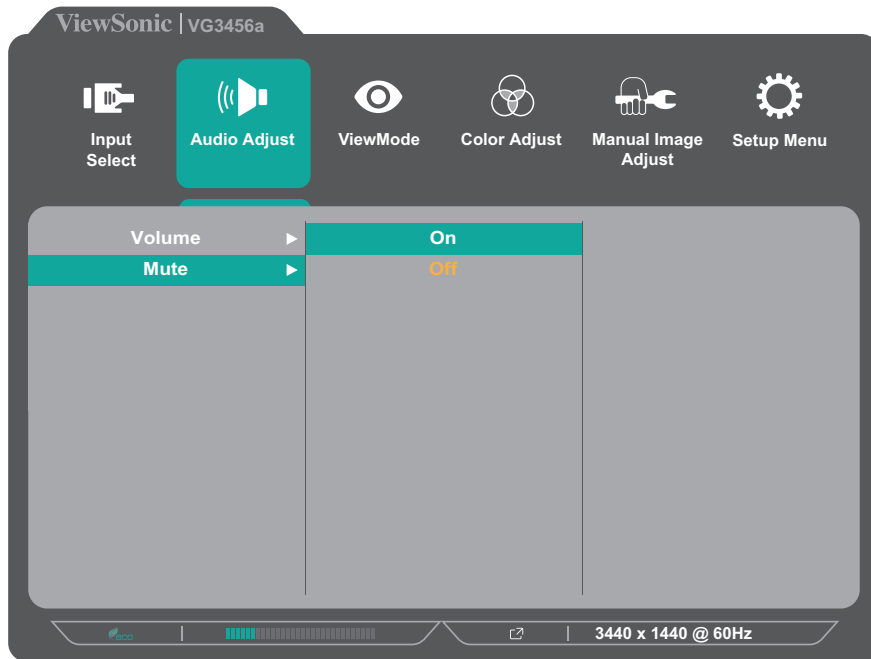 ViewSonic | VG3456a
Input
Select
Audio Adjust
ViewMode
Color Adjust
Manual Image
Adjust
Setup Menu
Volume
On
Mute
Off
eco
3440 x 1440 @ 60Hz